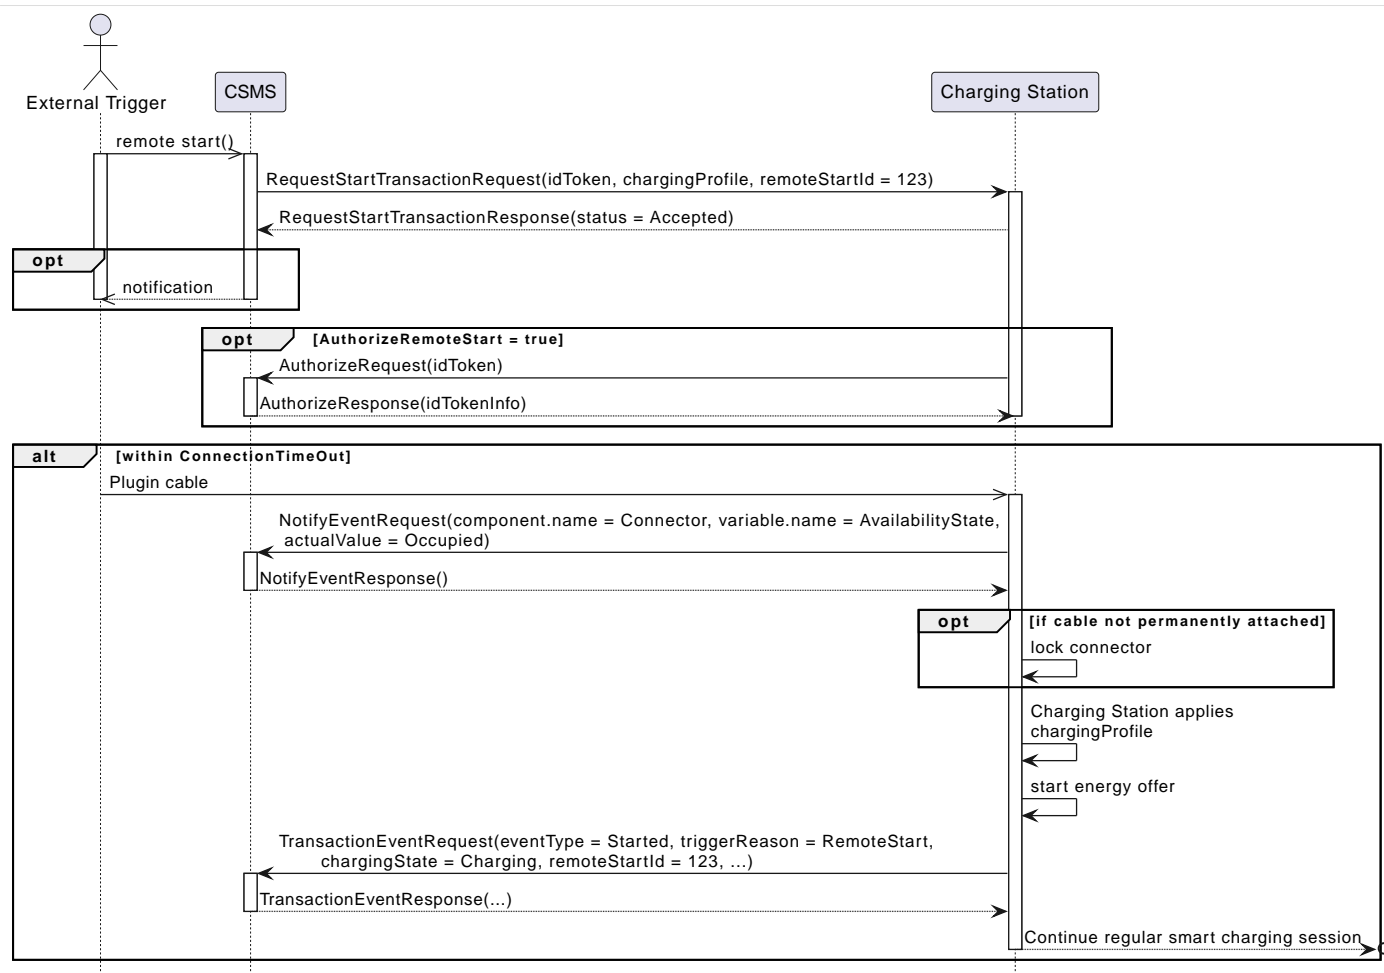 External Trigger
CSMS
Charging Station
remote start()
RequestStartTransactionRequest(idToken, chargingProfile, remoteStartId = 123)
RequestStartTransactionResponse(status = Accepted)
opt
notification
opt
[AuthorizeRemoteStart = true]
AuthorizeRequest(idToken)
AuthorizeResponse(idTokenInfo)
alt
[within ConnectionTimeOut]
Plugin cable
NotifyEventRequest(component.name = Connector, variable.name = AvailabilityState,
actualValue = Occupied)
NotifyEventResponse()
opt
[if cable not permanently attached]
lock connector
Charging Station applies
chargingProfile
start energy offer
TransactionEventRequest(eventType = Started, triggerReason = RemoteStart,
chargingState = Charging, remoteStartId = 123, ...)
TransactionEventResponse(...)
Continue regular smart charging session